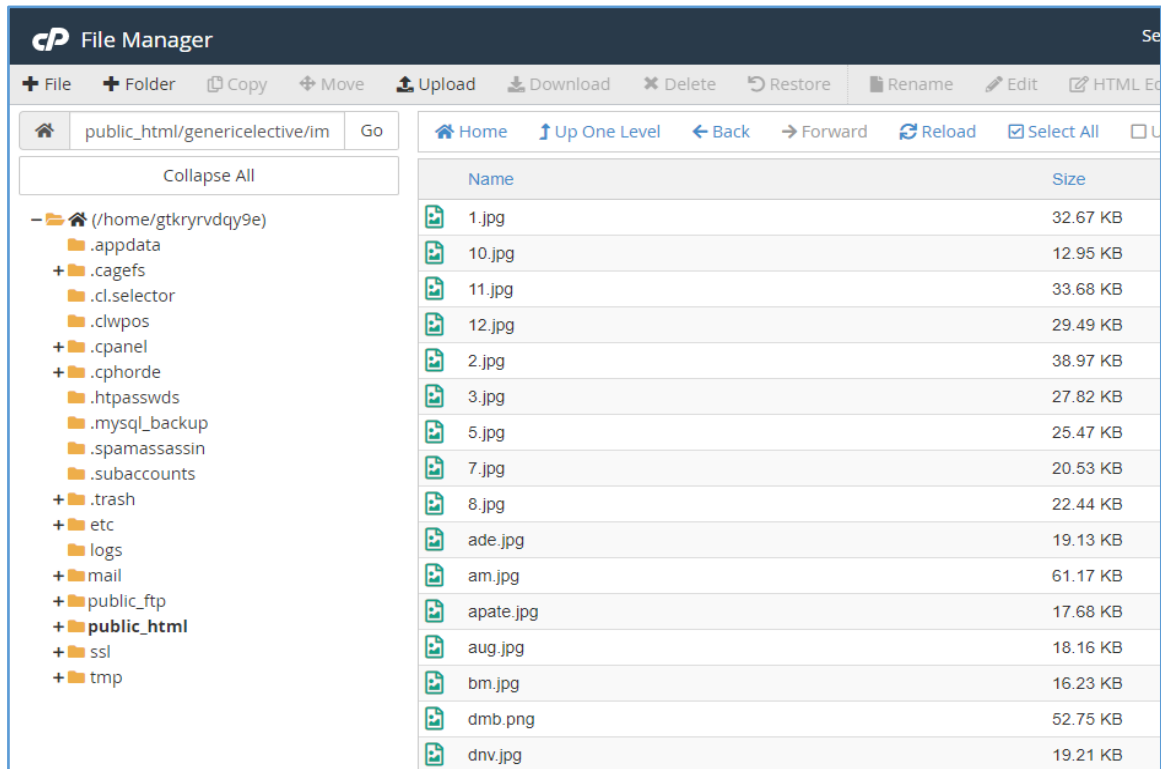 cP File Manager Se
File Folder Copy Move Upload Download Delete Restore Rename Edit HTML Ed
public_html/genericelective/im Go
Collapse All
(/home/gtkryrvdqy9e)
.appdata
.cagefs
.cl.selector
.clwpos
.cpanel
.cphorde
.htpasswds
.mysql_backup
.spamassassin
.subaccounts
.trash
etc
logs
mail
public_ftp
public_html
ssl
tmp
Home Up One Level Back Forward Reload Select All U
Name Size
1.jpg 32.67 KB
10.jpg 12.95 KB
11.jpg 33.68 KB
12.jpg 29.49 KB
2.jpg 38.97 KB
3.jpg 27.82 KB
5.jpg 25.47 KB
7.jpg 20.53 KB
8.jpg 22.44 KB
ade.jpg 19.13 KB
am.jpg 61.17 KB
apate.jpg 17.68 KB
aug.jpg 18.16 KB
bm.jpg 16.23 KB
dmb.png 52.75 KB
dnv.jpg 19.21 KB